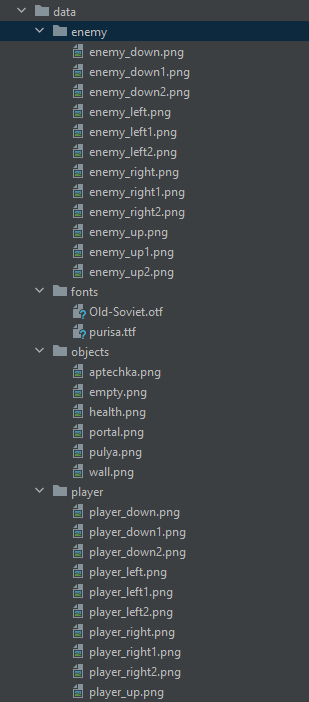 data
enemy
enemy_down.png
enemy_down1.png
enemy_down2.png
enemy_left.png
enemy_left1.png
enemy_left2.png
enemy_right.png
enemy_right1.png
enemy_right2.png
enemy_up.png
enemy_up1.png
enemy_up2.png
fonts
Old-Soviet.otf
purisa.ttf
objects
aptechka.png
empty.png
health.png
portal.png
pulya.png
wall.png
player
player_down.png
player_down1.png
player_down2.png
player_left.png
player_left1.png
player_left2.png
player_right.png
player_right1.png
player_right2.png
player_up.png